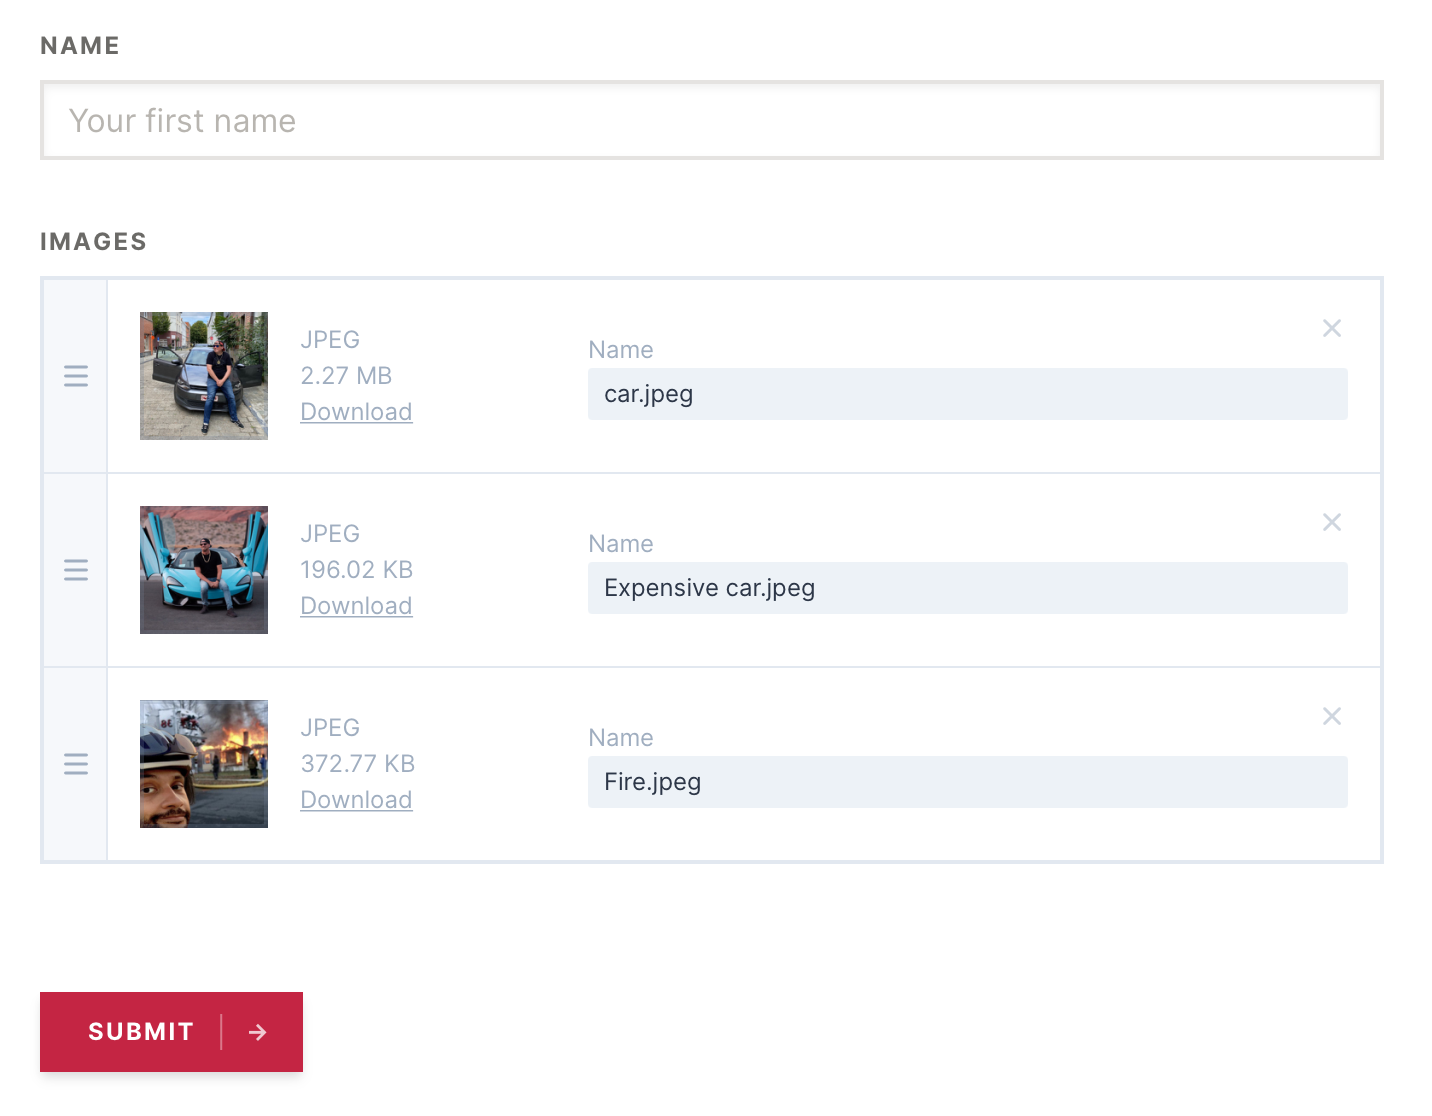 NAME
Your first name
IMAGES
JPEG
2.27 MB
Download
Name
car.jpeg
JPEG
196.02 KB
Download
Name
Expensive car.jpeg
JPEG
372.77 KB
Download
Name
Fire.jpeg
SUBMIT